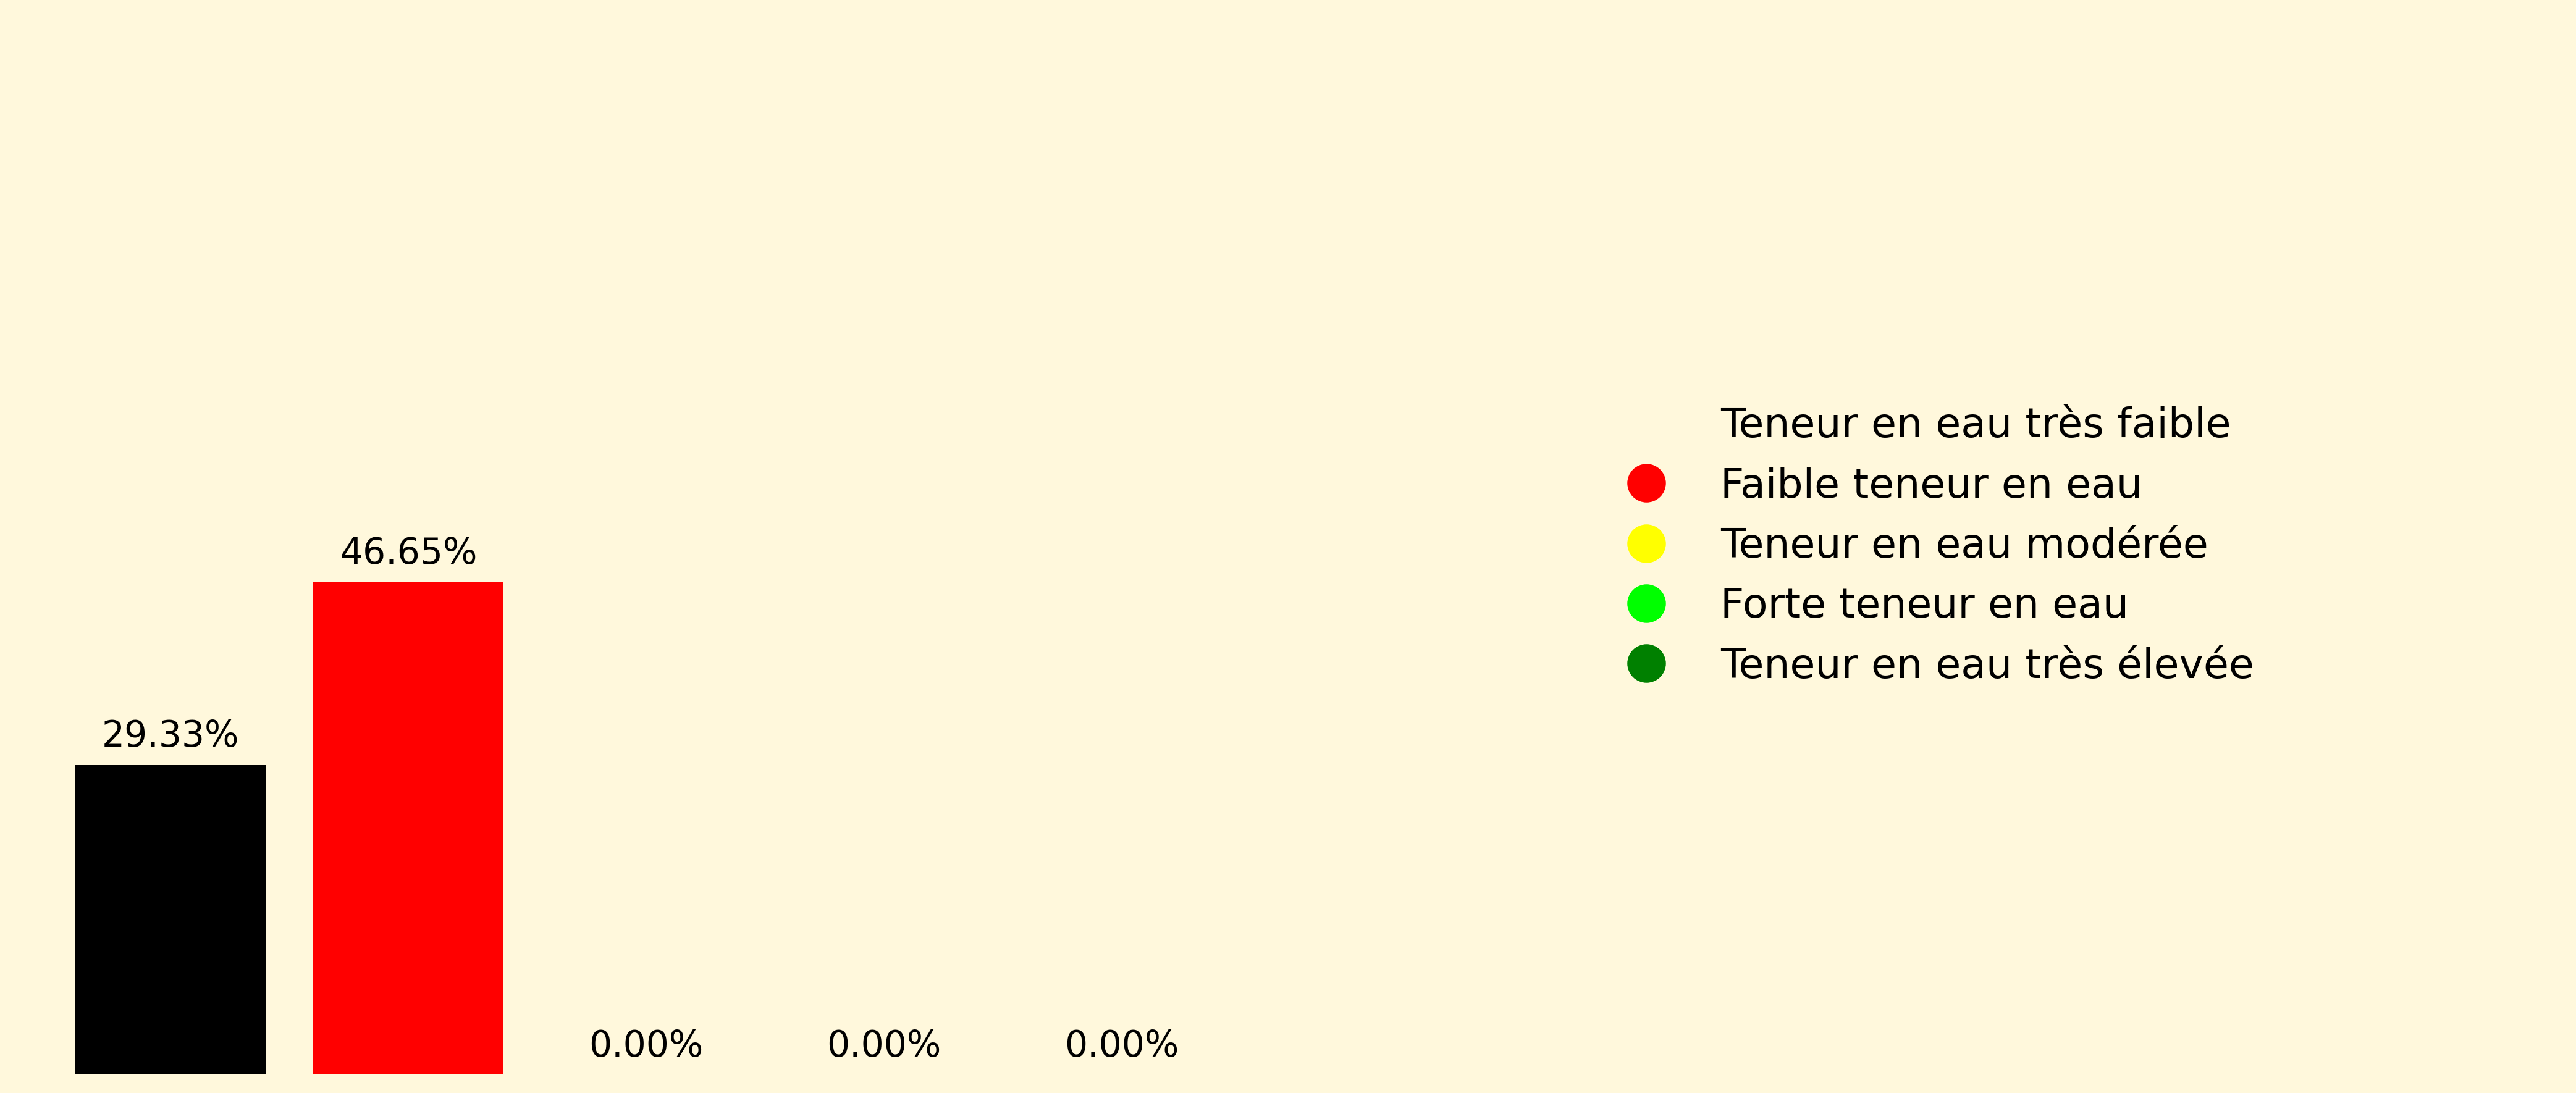 46.65%
29.33%
0.00%
0.00%
0.00%
Teneur en eau très faible
Faible teneur en eau
Teneur en eau modérée
Forte teneur en eau
Teneur en eau très élevée